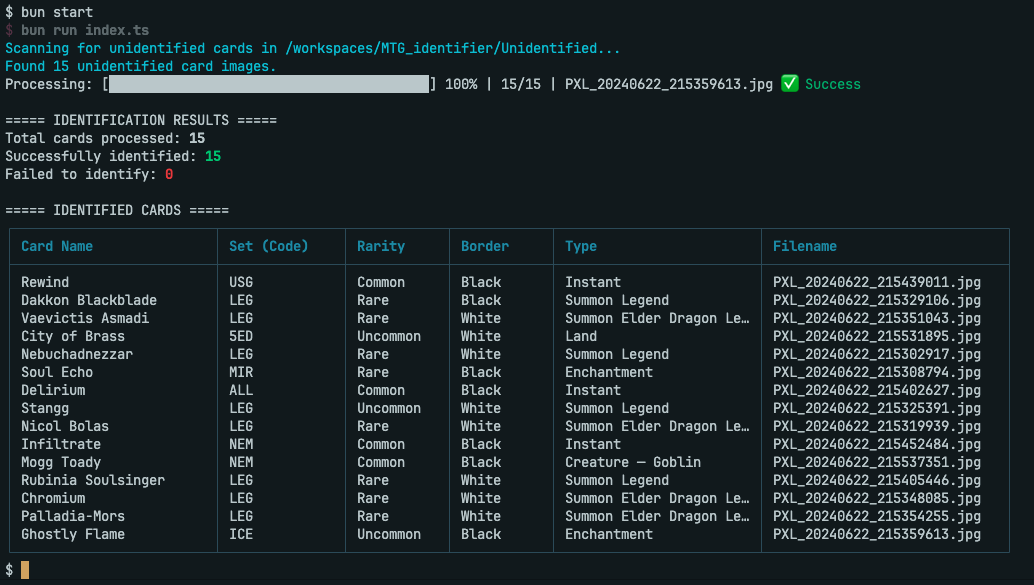 $ bun start
$ bun run index.ts
Scanning for unidentified cards in /workspaces/MTG_identifier/Unidentified...
Found 15 unidentified card images.
Processing: [] 100% | 15/15 | PXL_20240622_215359613.jpg ✅ Success
===== IDENTIFICATION RESULTS =====
Total cards processed: 15
Successfully identified: 15
Failed to identify: 0
===== IDENTIFIED CARDS =====
Card Name Set (Code) Rarity Border Type Filename
Rewind USG Common Black Instant PXL_20240622_215439011.jpg
Dakkon Blackblade LEG Rare Black Summon Legend PXL_20240622_215329106.jpg
Vaevictis Asmadi LEG Rare White Summon Elder Dragon Le… PXL_20240622_215351043.jpg
City of Brass 5ED Uncommon White Land PXL_20240622_215531895.jpg
Nebuchadnezzar LEG Rare White Summon Legend PXL_20240622_215302917.jpg
Soul Echo MIR Rare Black Enchantment PXL_20240622_215308794.jpg
Delirium ALL Common Black Instant PXL_20240622_215402627.jpg
Stangg LEG Uncommon White Summon Legend PXL_20240622_215325391.jpg
Nicol Bolas LEG Rare White Summon Elder Dragon Le… PXL_20240622_215319939.jpg
Infiltrate NEM Common Black Instant PXL_20240622_215452484.jpg
Mogg Toady NEM Common Black Creature — Goblin PXL_20240622_215537351.jpg
Rubinia Soulsinger LEG Rare White Summon Legend PXL_20240622_215405446.jpg
Chromium LEG Rare White Summon Elder Dragon Le… PXL_20240622_215348085.jpg
Palladia-Mors LEG Rare White Summon Elder Dragon Le… PXL_20240622_215354255.jpg
Ghostly Flame ICE Uncommon Black Enchantment PXL_20240622_215359613.jpg
$